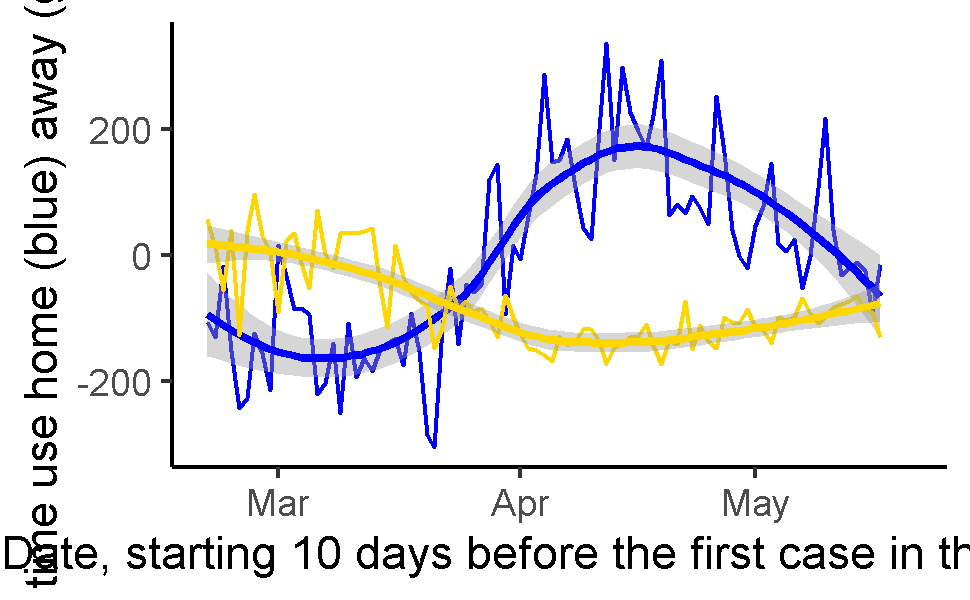 time use home (blue) away (
200
0
-200
Mar Apr May
Date, starting 10 days before the first case in th